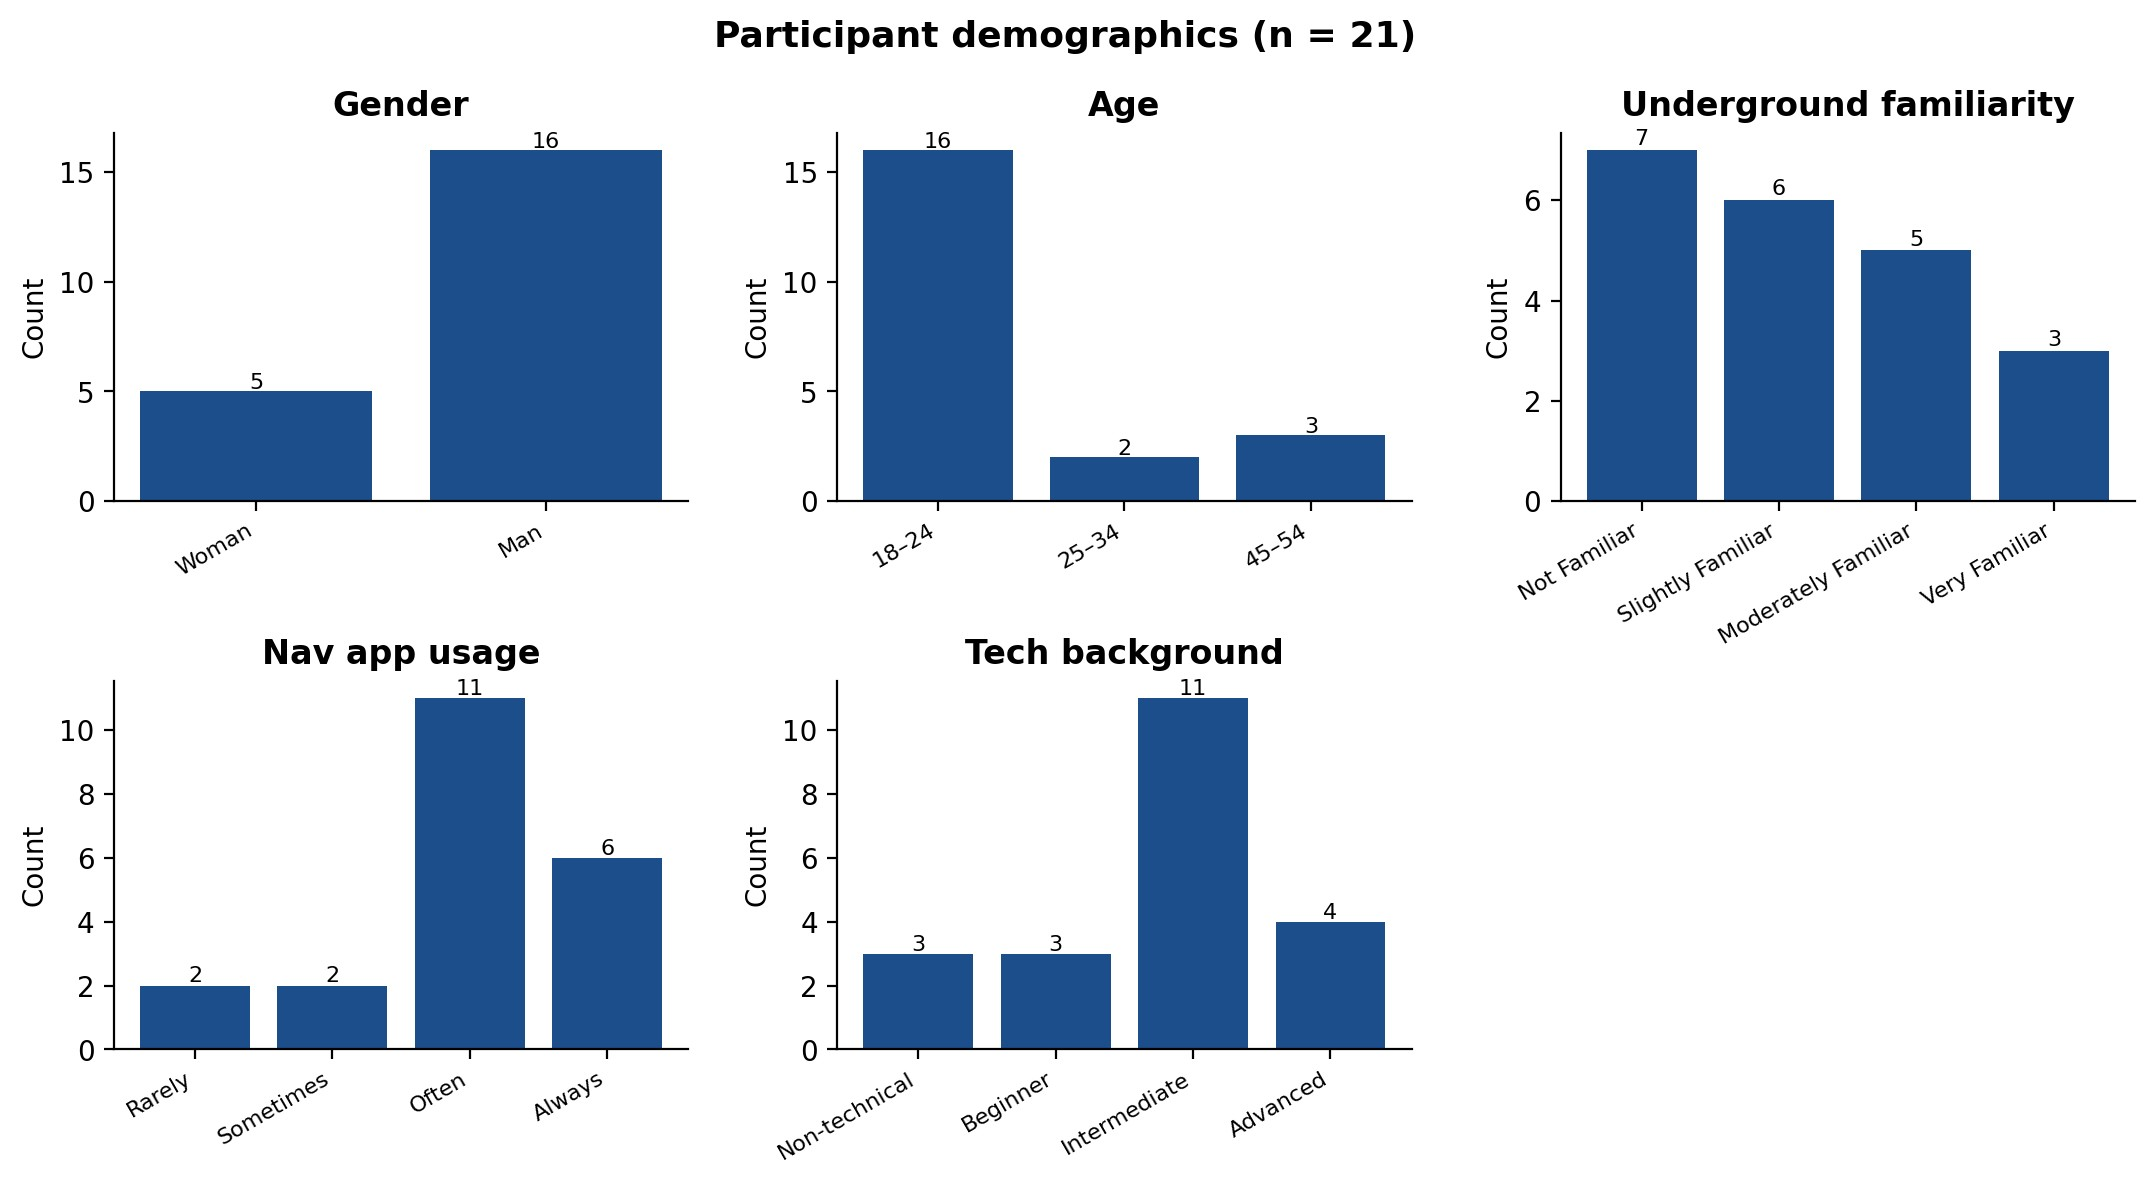 Participant demographics (n = 21)
Gender
Count
15
10
5
0
5
16
Woman
Man
Age
Count
15
10
5
0
16
2
3
18–24
25–34
45–54
Underground familiarity
Count
6
4
2
0
7
6
5
3
Not Familiar
Slightly Familiar
Moderately Familiar
Very Familiar
Nav app usage
Count
10
8
6
4
2
0
2
2
11
6
Rarely
Sometimes
Often
Always
Tech background
Count
10
8
6
4
2
0
3
3
11
4
Non-technical
Beginner
Intermediate
Advanced